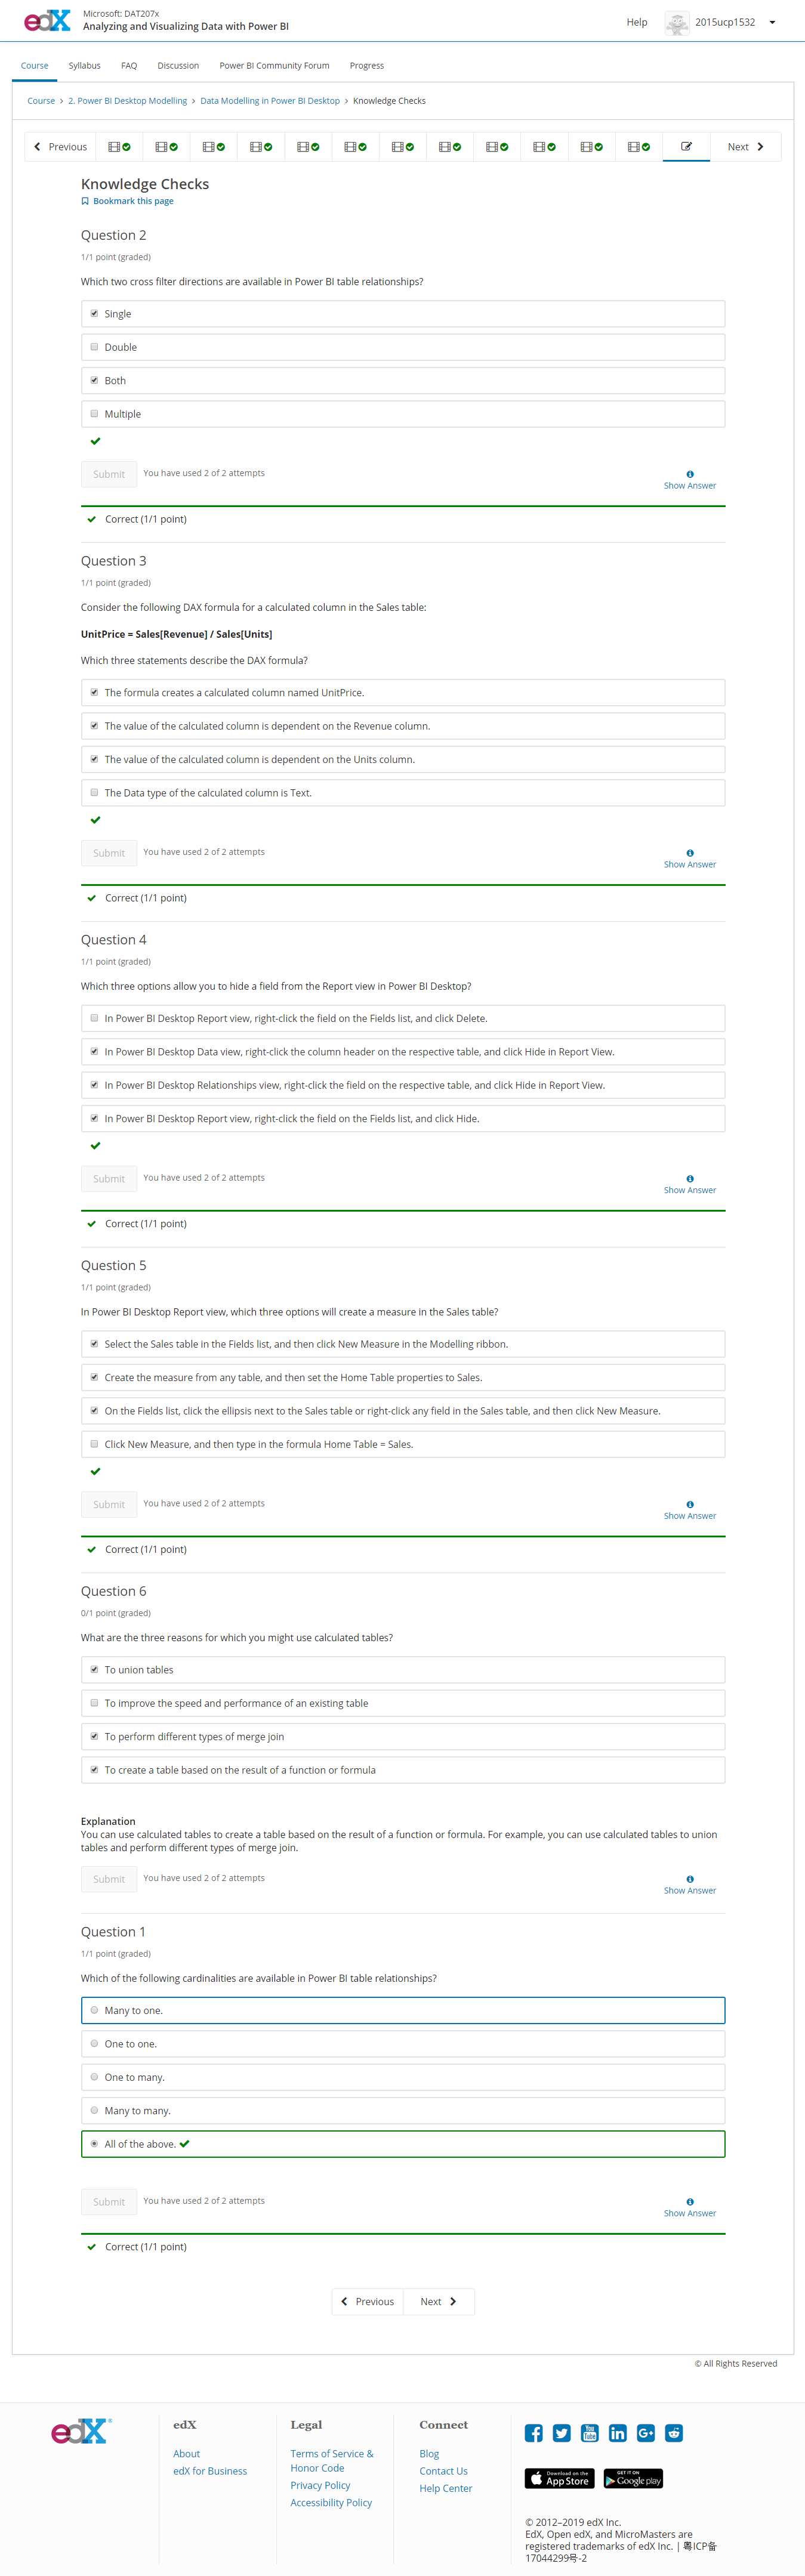 edX
Microsoft: DAT207x
Analyzing and Visualizing Data with Power BI
Help
2015ucp1532
Course
Syllabus
FAQ
Discussion
Power BI Community Forum
Progress
Course > 2. Power BI Desktop Modelling > Data Modelling in Power BI Desktop > Knowledge Checks
Previous
Next
Knowledge Checks
Bookmark this page
Question 2
1/1 point (graded)
Which two cross filter directions are available in Power BI table relationships?
Single
Double
Both
Multiple
Submit
You have used 2 of 2 attempts
Show Answer
Correct (1/1 point)
Question 3
1/1 point (graded)
Consider the following DAX formula for a calculated column in the Sales table:
UnitPrice = Sales[Revenue] / Sales[Units]
Which three statements describe the DAX formula?
The formula creates a calculated column named UnitPrice.
The value of the calculated column is dependent on the Revenue column.
The value of the calculated column is dependent on the Units column.
The Data type of the calculated column is Text.
Submit
You have used 2 of 2 attempts
Show Answer
Correct (1/1 point)
Question 4
1/1 point (graded)
Which three options allow you to hide a field from the Report view in Power BI Desktop?
In Power BI Desktop Report view, right-click the field on the Fields list, and click Delete.
In Power BI Desktop Data view, right-click the column header on the respective table, and click Hide in Report View.
In Power BI Desktop Relationships view, right-click the field on the respective table, and click Hide in Report View.
In Power BI Desktop Report view, right-click the field on the Fields list, and click Hide.
Submit
You have used 2 of 2 attempts
Show Answer
Correct (1/1 point)
Question 5
1/1 point (graded)
In Power BI Desktop Report view, which three options will create a measure in the Sales table?
Select the Sales table in the Fields list, and then click New Measure in the Modelling ribbon.
Create the measure from any table, and then set the Home Table properties to Sales.
On the Fields list, click the ellipsis next to the Sales table or right-click any field in the Sales table, and then click New Measure.
Click New Measure, and then type in the formula Home Table = Sales.
Submit
You have used 2 of 2 attempts
Show Answer
Correct (1/1 point)
Question 6
0/1 point (graded)
What are the three reasons for which you might use calculated tables?
To union tables
To improve the speed and performance of an existing table
To perform different types of merge join
To create a table based on the result of a function or formula
Explanation
You can use calculated tables to create a table based on the result of a function or formula. For example, you can use calculated tables to union
tables and perform different types of merge join.
Submit
You have used 2 of 2 attempts
Show Answer
Question 1
1/1 point (graded)
Which of the following cardinalities are available in Power BI table relationships?
Many to one.
One to one.
One to many.
Many to many.
All of the above.
Submit
You have used 2 of 2 attempts
Show Answer
Correct (1/1 point)
Previous
Next
© All Rights Reserved
edX
edX
About
edX for Business
Legal
Terms of Service &
Honor Code
Privacy Policy
Accessibility Policy
Connect
Blog
Contact Us
Help Center
You
Tube
in
G+
Download on the
App Store
GET IT ON
Google play
© 2012–2019 edX Inc.
EdX, Open edX, and MicroMasters are
registered trademarks of edX Inc. | 粤ICP备
17044299号-2